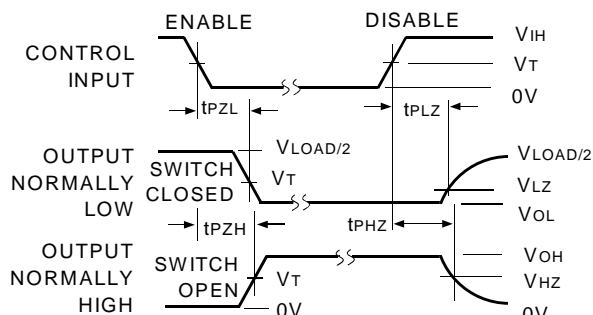 ENABLE DISABLE
CONTROL INPUT
VIH
VT
0V
tPZL tPLZ
OUTPUT NORMALLY LOW
SWITCH CLOSED
VLOAD/2
VT
VLOAD/2
VLZ
VOL
tPZH tPHZ
OUTPUT NORMALLY HIGH
SWITCH OPEN
VT
0V
VOH
VHZ
0V